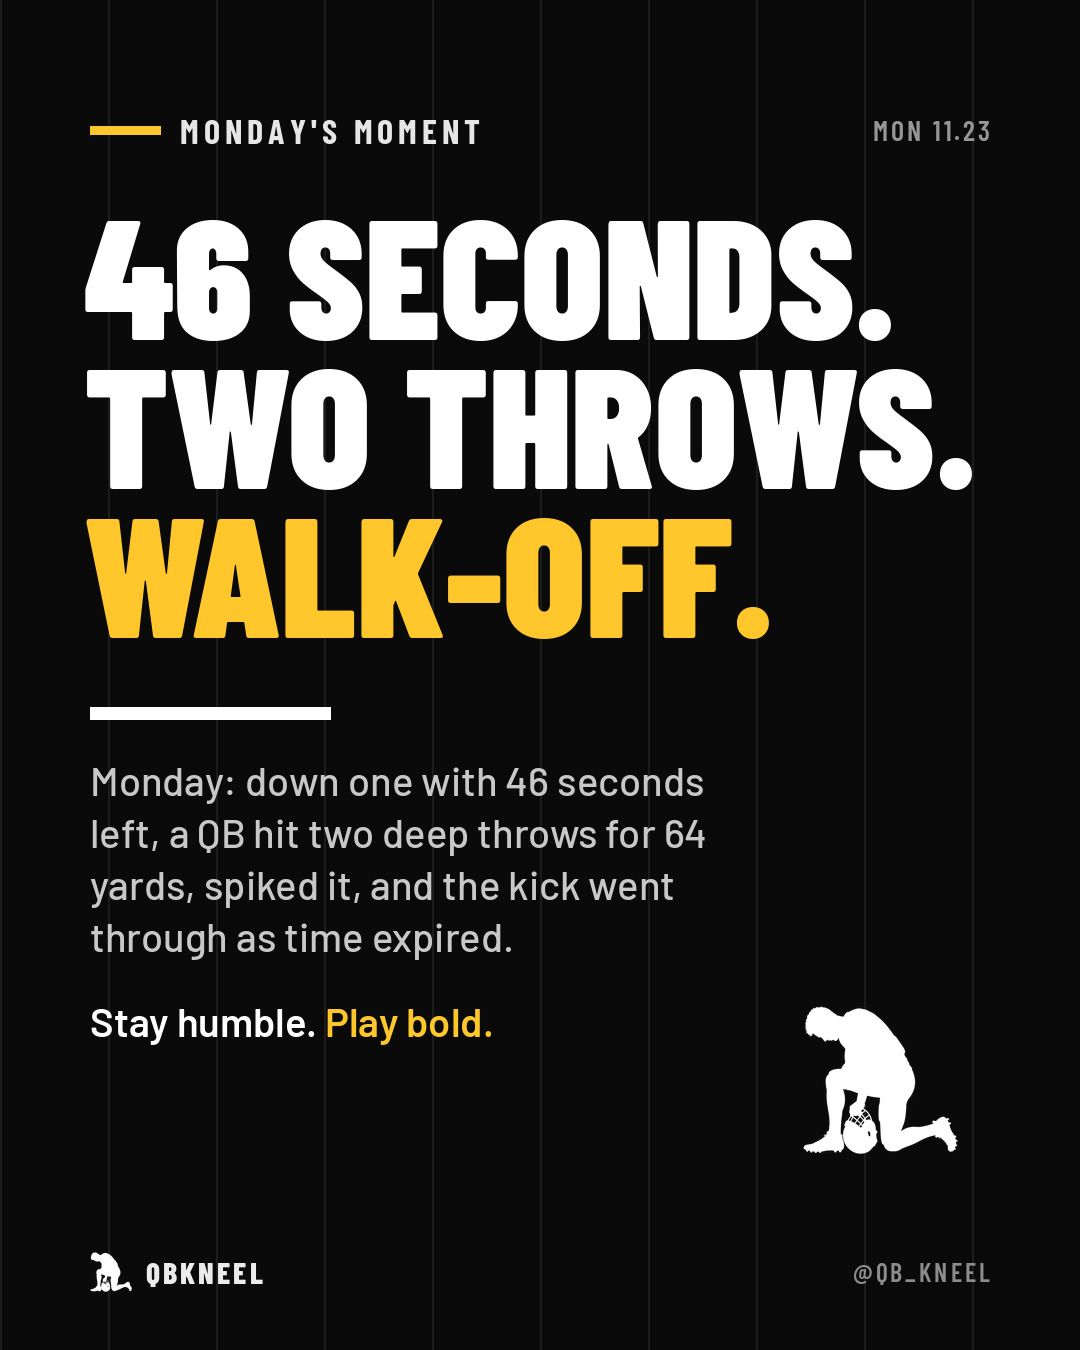 MONDAY'S MOMENT
MON 11.23
46 SECONDS.
TWO THROWS.
WALK-OFF.
Monday: down one with 46 seconds
left, a QB hit two deep throws for 64
yards, spiked it, and the kick went
through as time expired.
Stay humble. Play bold.
QBKNEEL
@QB_KNEEL